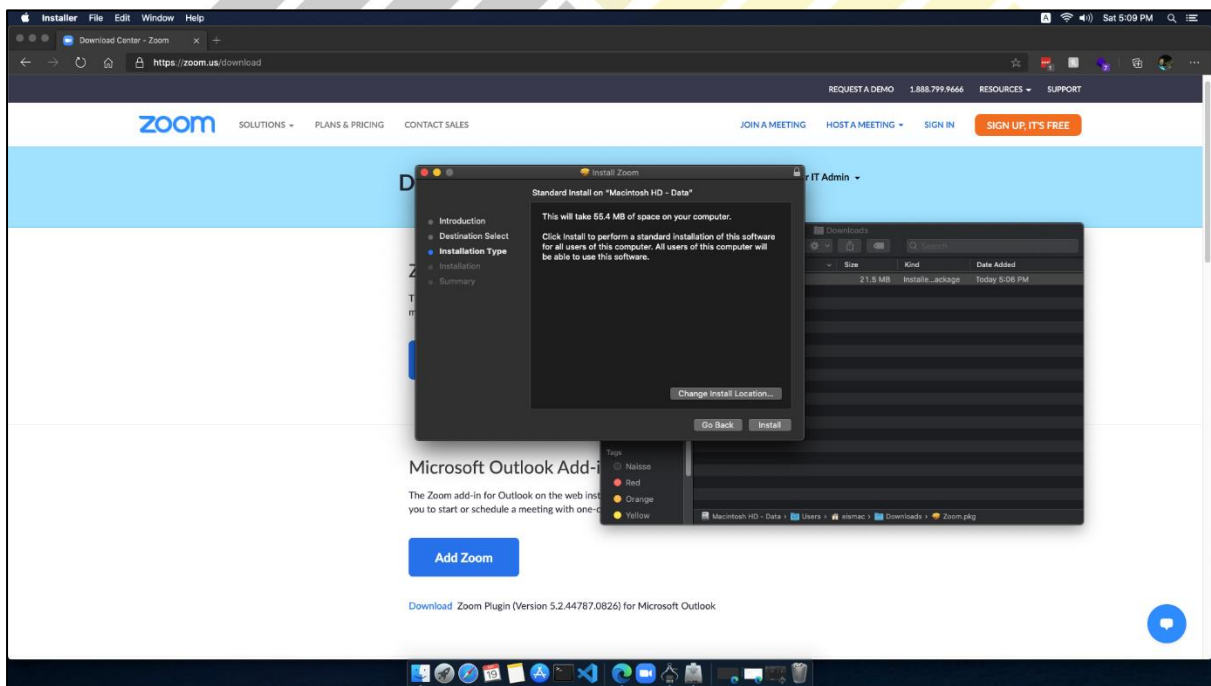 Installer File Edit Window Help
A Sat 5:09 PM
Download Center - Zoom
https://zoom.us/download
REQUEST A DEMO 1.888.799.9666 RESOURCES SUPPORT
zoom SOLUTIONS PLANS & PRICING CONTACT SALES JOIN A MEETING HOST A MEETING SIGN IN SIGN UP, IT'S FREE
D r IT Admin
Install Zoom
Standard Install on "Macintosh HD - Data"
Introduction
Destination Select
Installation Type
Installation
Summary
This will take 55.4 MB of space on your computer.
Click Install to perform a standard installation of this software
for all users of this computer. All users of this computer will
be able to use this software.
Change Install Location...
Go Back Install
Downloads
Search
Size Kind Date Added
21.5 MB Installe...ackage Today 5:06 PM
Tags
Naisse
Red
Orange
Yellow
Macintosh HD - Data › Users › eismac › Downloads › Zoom.pkg
Z
T
m
Microsoft Outlook Add-i
The Zoom add-in for Outlook on the web inst
you to start or schedule a meeting with one-c
Add Zoom
Download Zoom Plugin (Version 5.2.44787.0826) for Microsoft Outlook
19